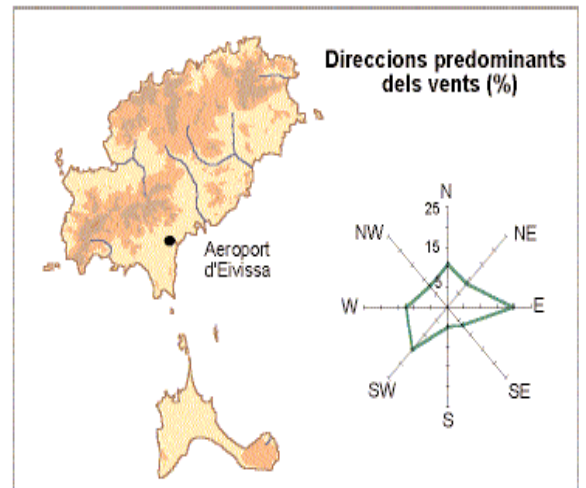 Direccions predominants
dels vents (%)
N
25
NW
NE
15
Aeroport
d'Eivissa
5
W
E
SW
SE
S